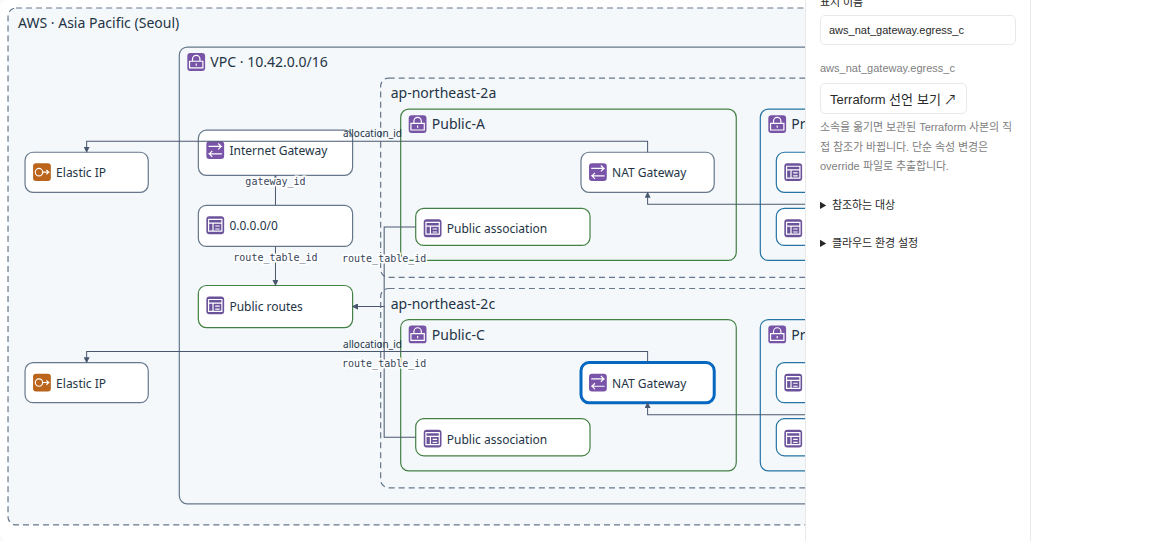 AWS · Asia Pacific (Seoul)
VPC · 10.42.0.0/16
ap-northeast-2a
Public-A
Pr
allocation_id
Internet Gateway
Elastic IP
NAT Gateway
gateway_id
0.0.0.0/0
Public association
route_table_id
route_table_id
Public routes
ap-northeast-2c
Public-C
Pr
allocation_id
route_table_id
Elastic IP
NAT Gateway
Public association
표시 이름
aws_nat_gateway.egress_c
aws_nat_gateway.egress_c
Terraform 선언 보기 ↗
소속을 옮기면 보관된 Terraform 사본의 직
접 참조가 바뀝니다. 단순 속성 변경은
override 파일로 추출합니다.
▶ 참조하는 대상
▶ 클라우드 환경 설정